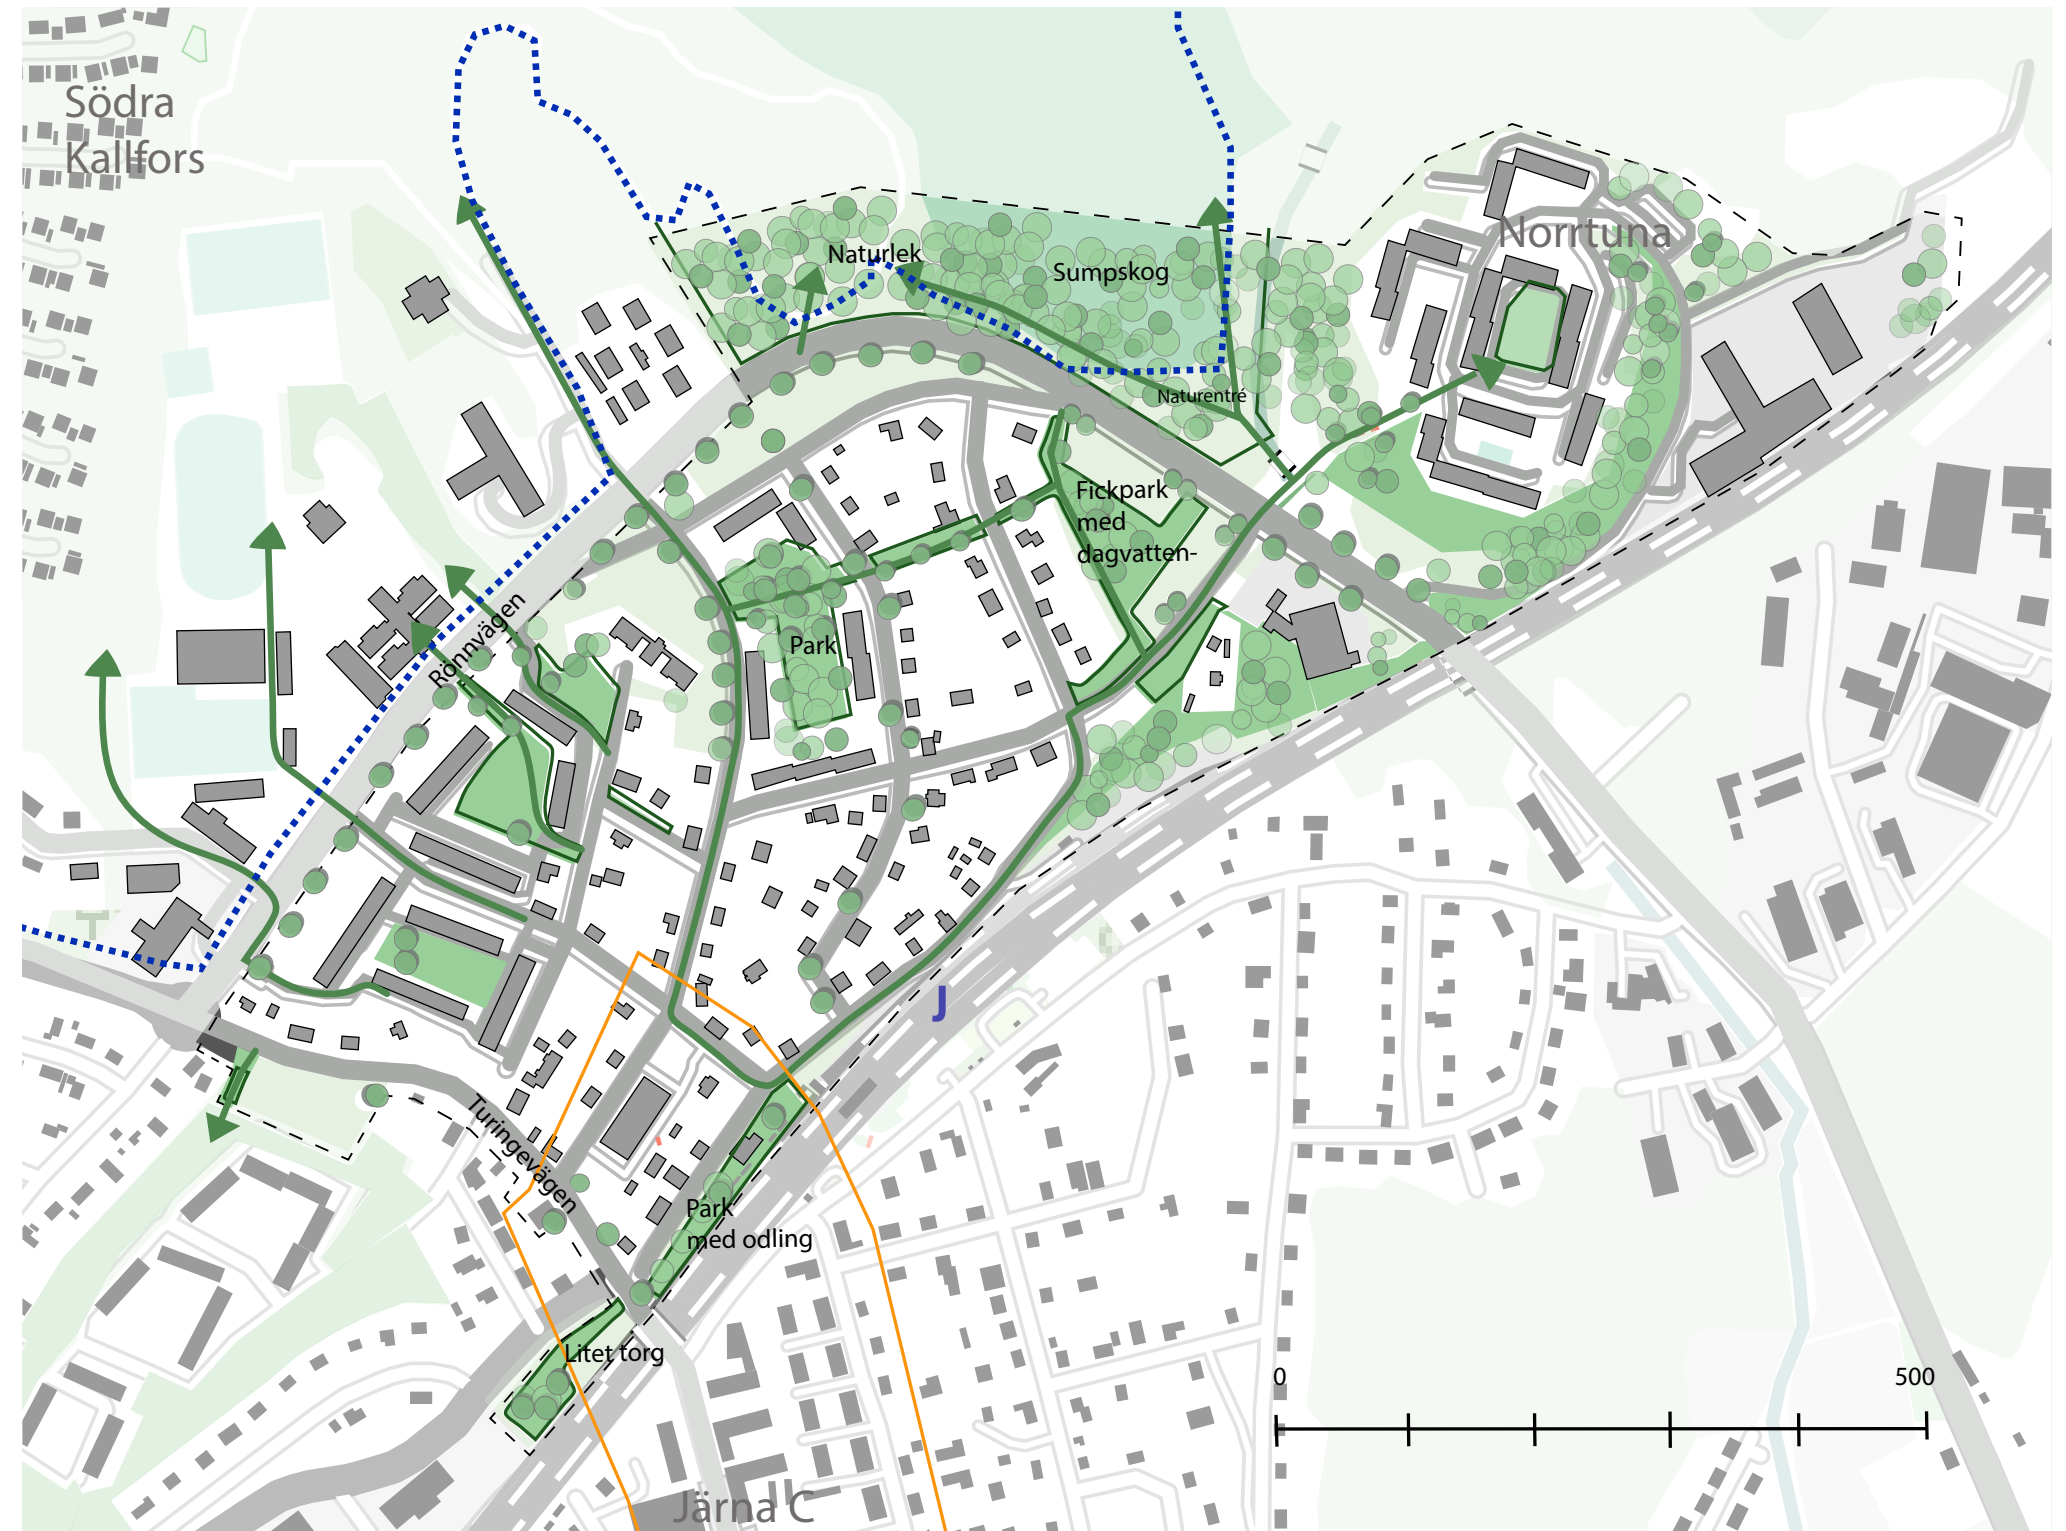 Södra
Kallfors
Norrtuna
Naturlek
Sumpskog
Naturentré
Fickpark
med
dagvatten-
Rönnvägen
Park
J
Turingevägen
Park
med odling
Litet torg
0 500
Järna C